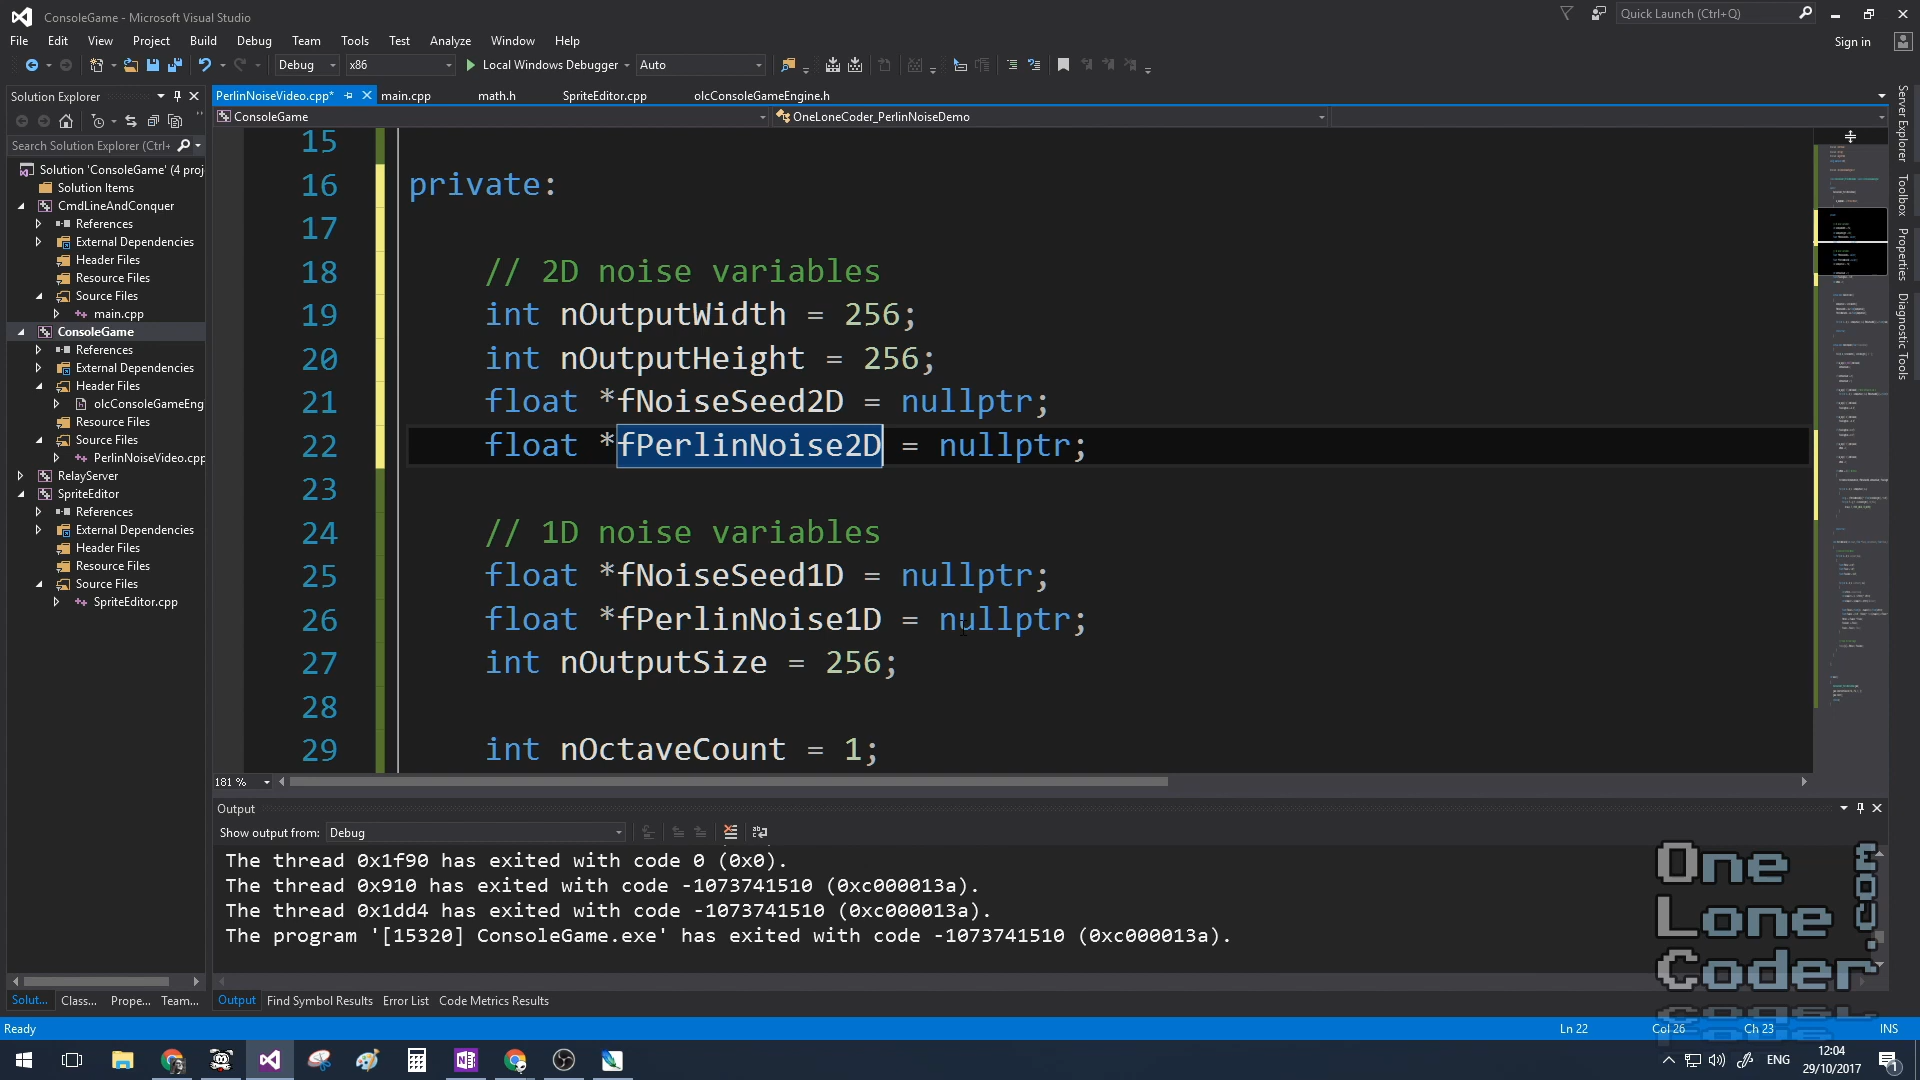 ConsoleGame - Microsoft Visual Studio
Quick Launch (Ctrl+Q)
File Edit View Project Build Debug Team Tools Test Analyze Window Help
Sign in
Debug x86 Local Windows Debugger Auto
Solution Explorer
PerlinNoiseVideo.cpp* main.cpp math.h SpriteEditor.cpp olcConsoleGameEngine.h
ConsoleGame OneLoneCoder_PerlinNoiseDemo
Search Solution Explorer (Ctrl+
Solution 'ConsoleGame' (4 proj
Solution Items
CmdLineAndConquer
References
External Dependencies
Header Files
Resource Files
Source Files
main.cpp
ConsoleGame
References
External Dependencies
Header Files
olcConsoleGameEng
Resource Files
Source Files
PerlinNoiseVideo.cpp
RelayServer
SpriteEditor
References
External Dependencies
Header Files
Resource Files
Source Files
SpriteEditor.cpp
Solut... Class... Prope... Team...
15
16 private:
17
18 // 2D noise variables
19 int nOutputWidth = 256;
20 int nOutputHeight = 256;
21 float *fNoiseSeed2D = nullptr;
22 float *fPerlinNoise2D = nullptr;
23
24 // 1D noise variables
25 float *fNoiseSeed1D = nullptr;
26 float *fPerlinNoise1D = nullptr;
27 int nOutputSize = 256;
28
29 int nOctaveCount = 1;
181 %
Server Explorer
Toolbox
Properties
Diagnostic Tools
Output
Show output from: Debug
The thread 0x1f90 has exited with code 0 (0x0).
The thread 0x910 has exited with code -1073741510 (0xc000013a).
The thread 0x1dd4 has exited with code -1073741510 (0xc000013a).
The program '[15320] ConsoleGame.exe' has exited with code -1073741510 (0xc000013a).
One
Lone
Coder
.com
Output Find Symbol Results Error List Code Metrics Results
Ready Ln 22 Col 26 Ch 23 INS
ENG
12:04
29/10/2017
1